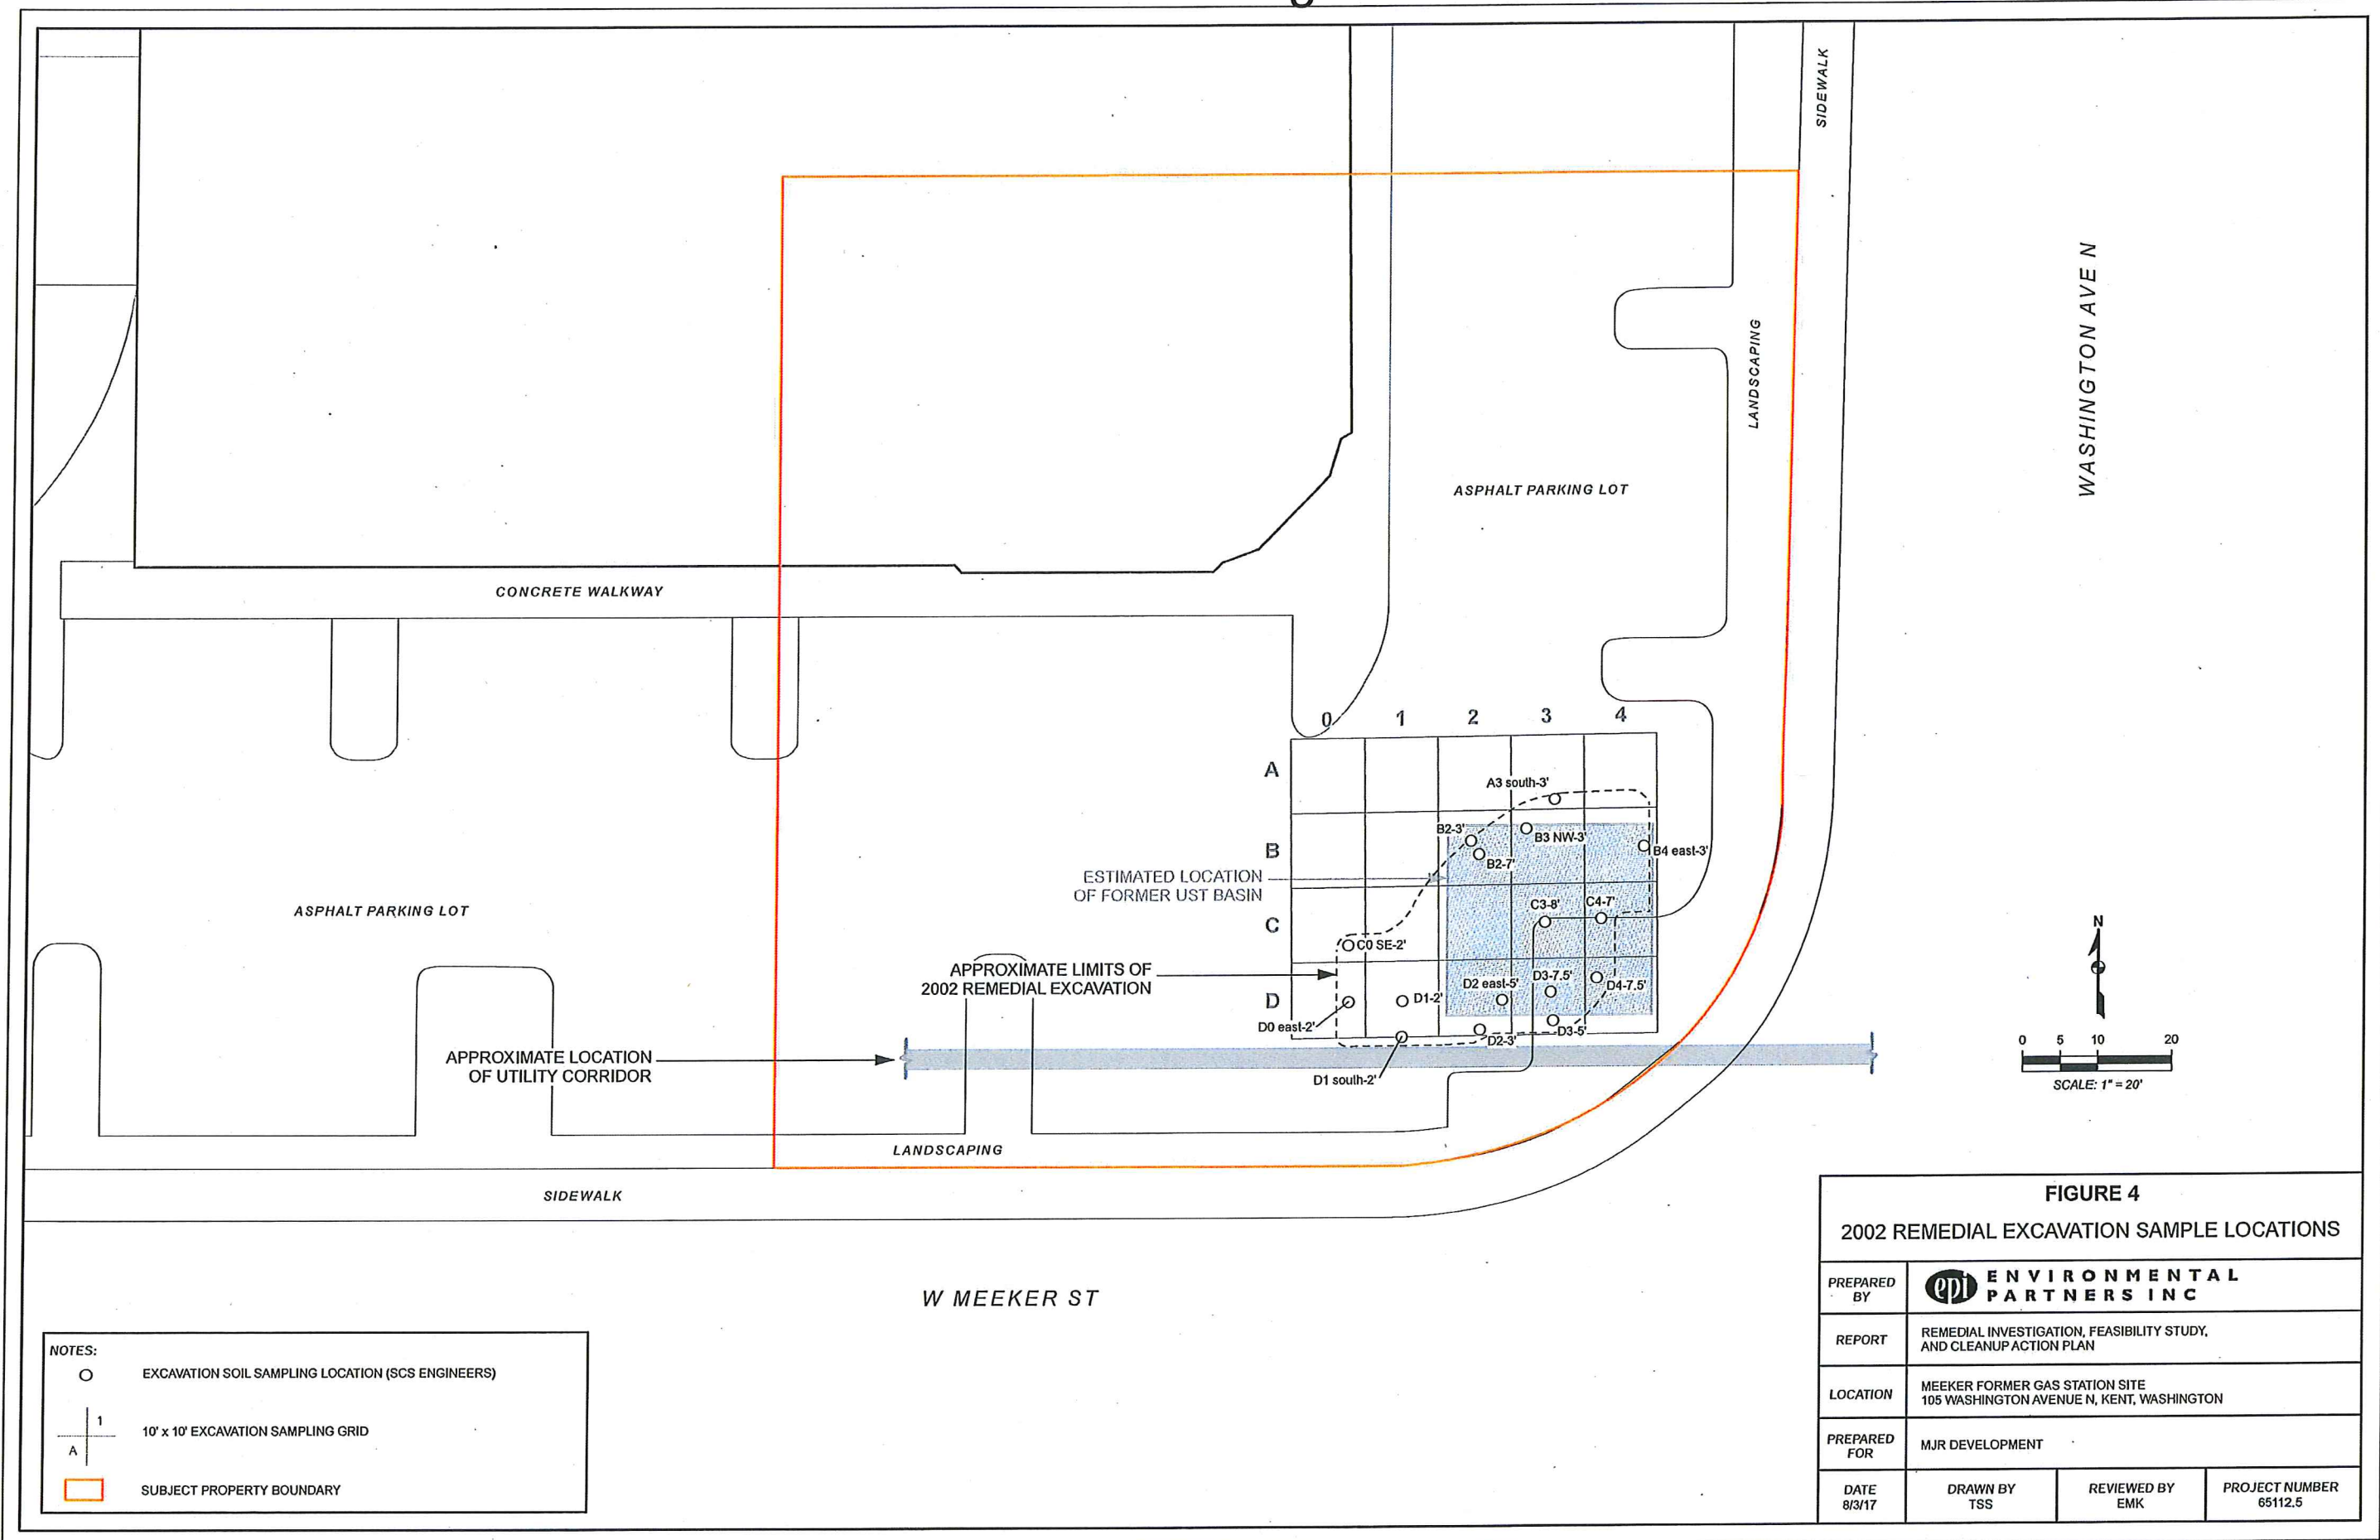 SIDEWALK
WASHINGTON AVE N
LANDSCAPING
ASPHALT PARKING LOT
CONCRETE WALKWAY
0 1 2 3 4
A
A3 south-3'
B2-3'
B3 NW-3'
B
B4 east-3'
B2-7'
ESTIMATED LOCATION
OF FORMER UST BASIN
C3-8'
C4-7'
ASPHALT PARKING LOT
C
C0 SE-2'
N
APPROXIMATE LIMITS OF
2002 REMEDIAL EXCAVATION
D3-7.5'
D2 east-5'
D4-7.5'
D
D1-2'
D0 east-2'
D3-5'
D2-3'
0 5 10 20
SCALE: 1" = 20'
APPROXIMATE LOCATION
OF UTILITY CORRIDOR
D1 south-2'
LANDSCAPING
SIDEWALK
W MEEKER ST
NOTES:
EXCAVATION SOIL SAMPLING LOCATION (SCS ENGINEERS)
1
A
10' x 10' EXCAVATION SAMPLING GRID
SUBJECT PROPERTY BOUNDARY
FIGURE 4
2002 REMEDIAL EXCAVATION SAMPLE LOCATIONS
PREPARED
BY
epi
ENVIRONMENTAL
PARTNERS INC
REPORT
REMEDIAL INVESTIGATION, FEASIBILITY STUDY,
AND CLEANUP ACTION PLAN
LOCATION
MEEKER FORMER GAS STATION SITE
105 WASHINGTON AVENUE N, KENT, WASHINGTON
PREPARED
FOR
MJR DEVELOPMENT
DATE
8/3/17
DRAWN BY
TSS
REVIEWED BY
EMK
PROJECT NUMBER
65112.5